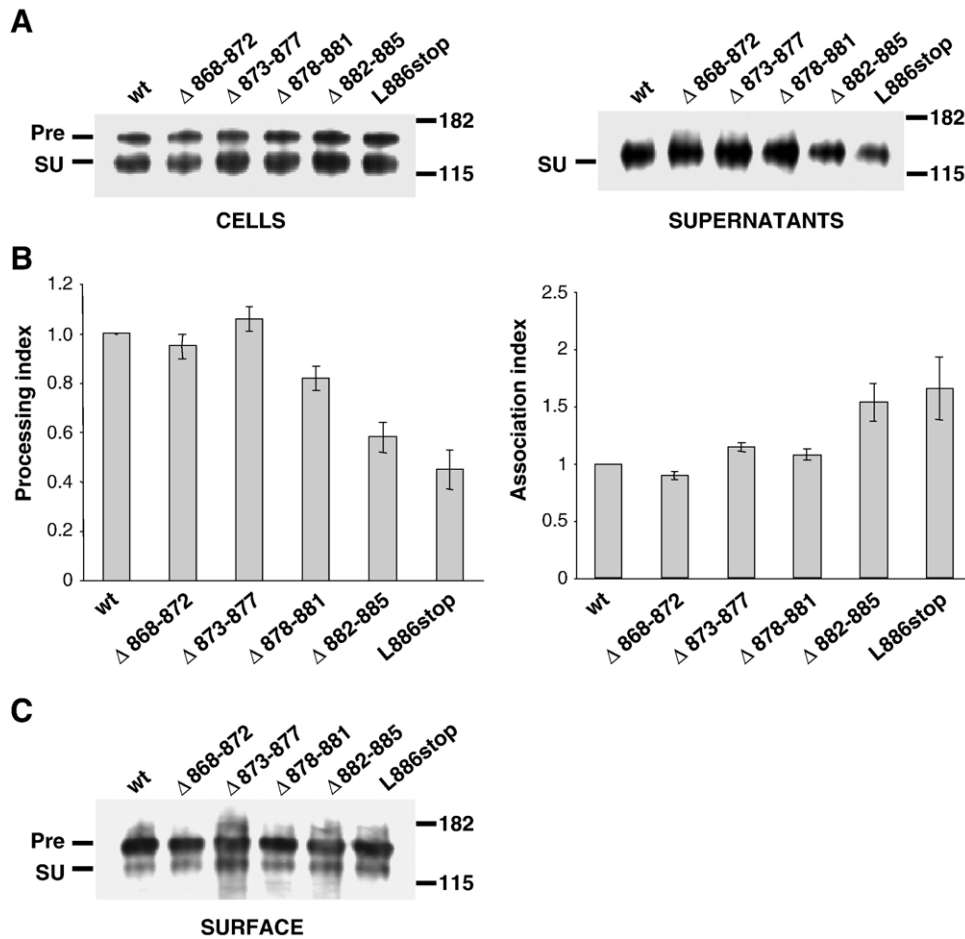 A
wt Δ868-872 Δ873-877 Δ878-881 Δ882-885 L886stop
Pre
SU
182
115
CELLS
wt Δ868-872 Δ873-877 Δ878-881 Δ882-885 L886stop
SU
182
115
SUPERNATANTS
B
Processing index
1.2
1.0
0.8
0.6
0.4
0.2
0
wt Δ868-872 Δ873-877 Δ878-881 Δ882-885 L886stop
Association index
2.5
2
1.5
1
0.5
0
wt Δ868-872 Δ873-877 Δ878-881 Δ882-885 L886stop
C
wt Δ868-872 Δ873-877 Δ878-881 Δ882-885 L886stop
Pre
SU
182
115
SURFACE